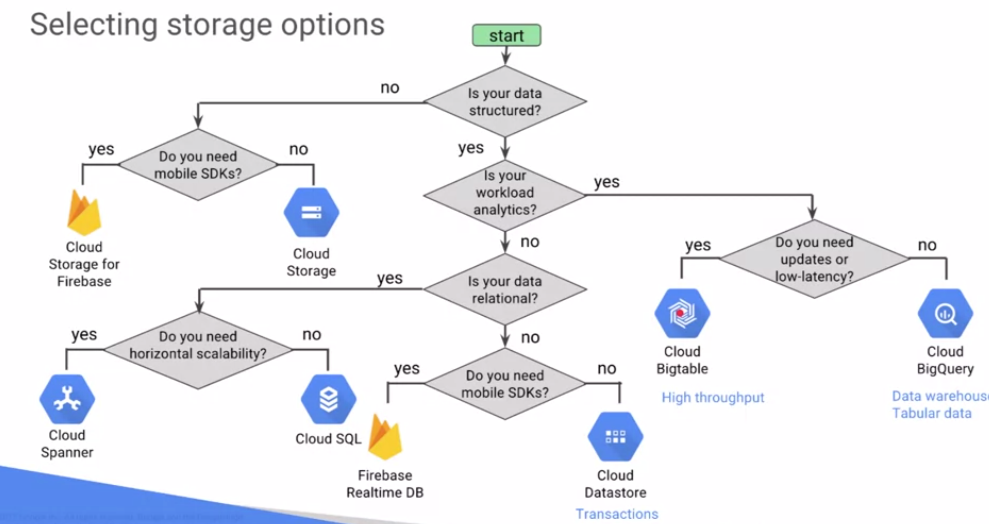 Selecting storage options
start
Is your data
structured?
no
yes
Do you need
mobile SDKs?
yes
no
Cloud
Storage for
Firebase
Cloud
Storage
Is your
workload
analytics?
yes
no
Do you need
updates or
low-latency?
yes
no
Cloud
Bigtable
High throughput
Cloud
BigQuery
Data warehouse
Tabular data
Is your data
relational?
yes
no
Do you need
horizontal scalability?
yes
no
Cloud
Spanner
Cloud SQL
Do you need
mobile SDKs?
yes
no
Firebase
Realtime DB
Cloud
Datastore
Transactions